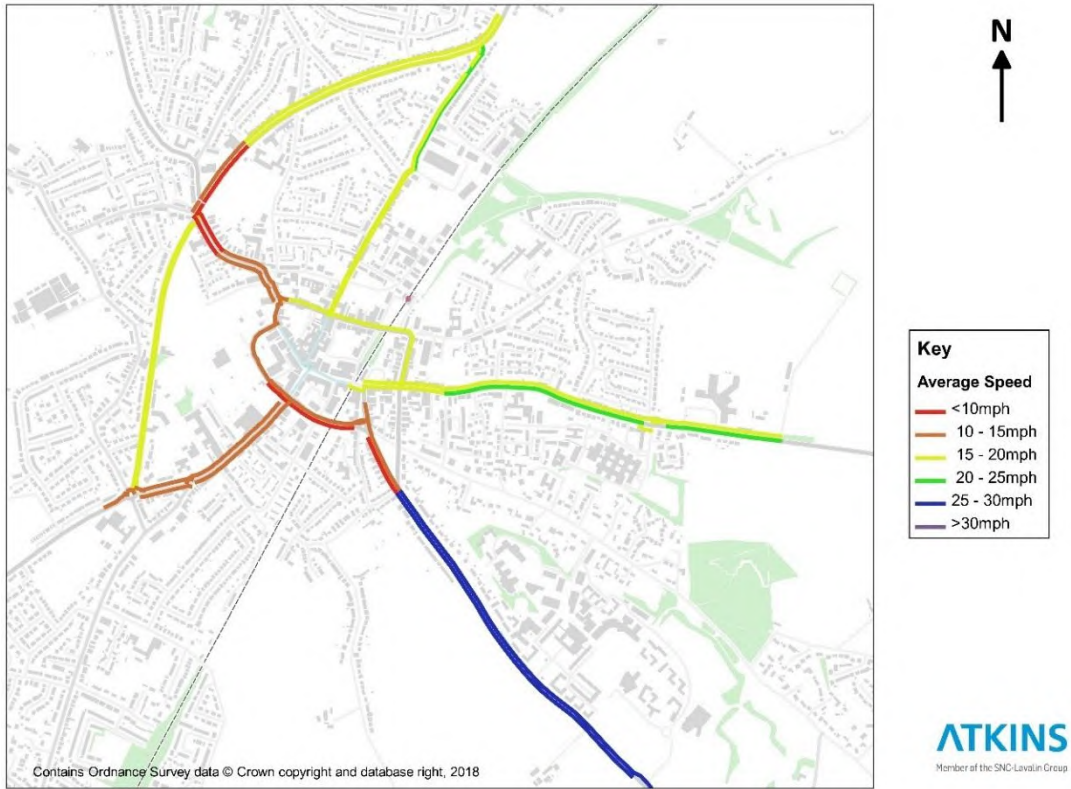 N
Key
Average Speed
<10mph
10 - 15mph
15 - 20mph
20 - 25mph
25 - 30mph
>30mph
ATKINS
Member of the SNC-Lavalin Group
Contains Ordnance Survey data © Crown copyright and database right, 2018